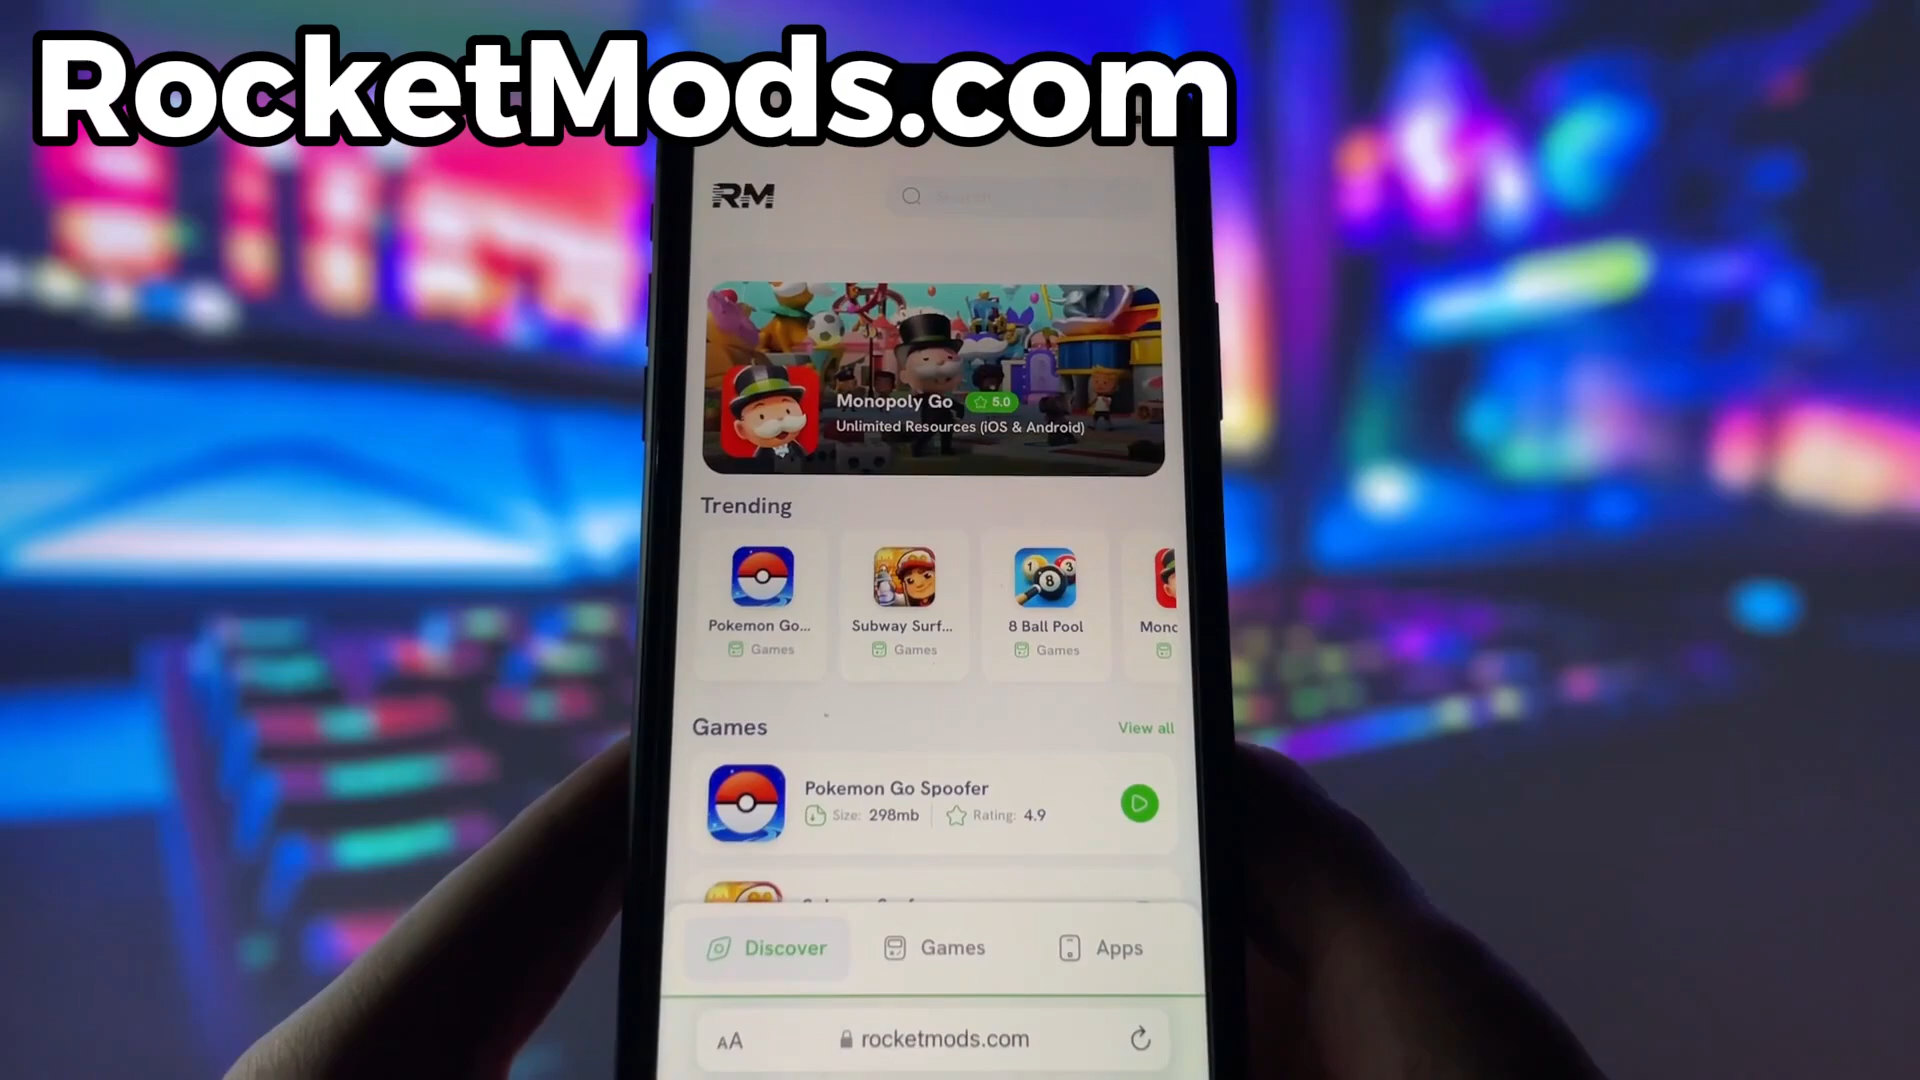 RocketMods.com
RM
Search
Monopoly Go 5.0
Unlimited Resources (iOS & Android)
Trending
Pokemon Go...
Games
Subway Surf...
Games
8 Ball Pool
Games
Mono
Games
View all
Pokemon Go Spoofer
Size: 298mb
Rating: 4.9
Discover
Games
Apps
AA
rocketmods.com